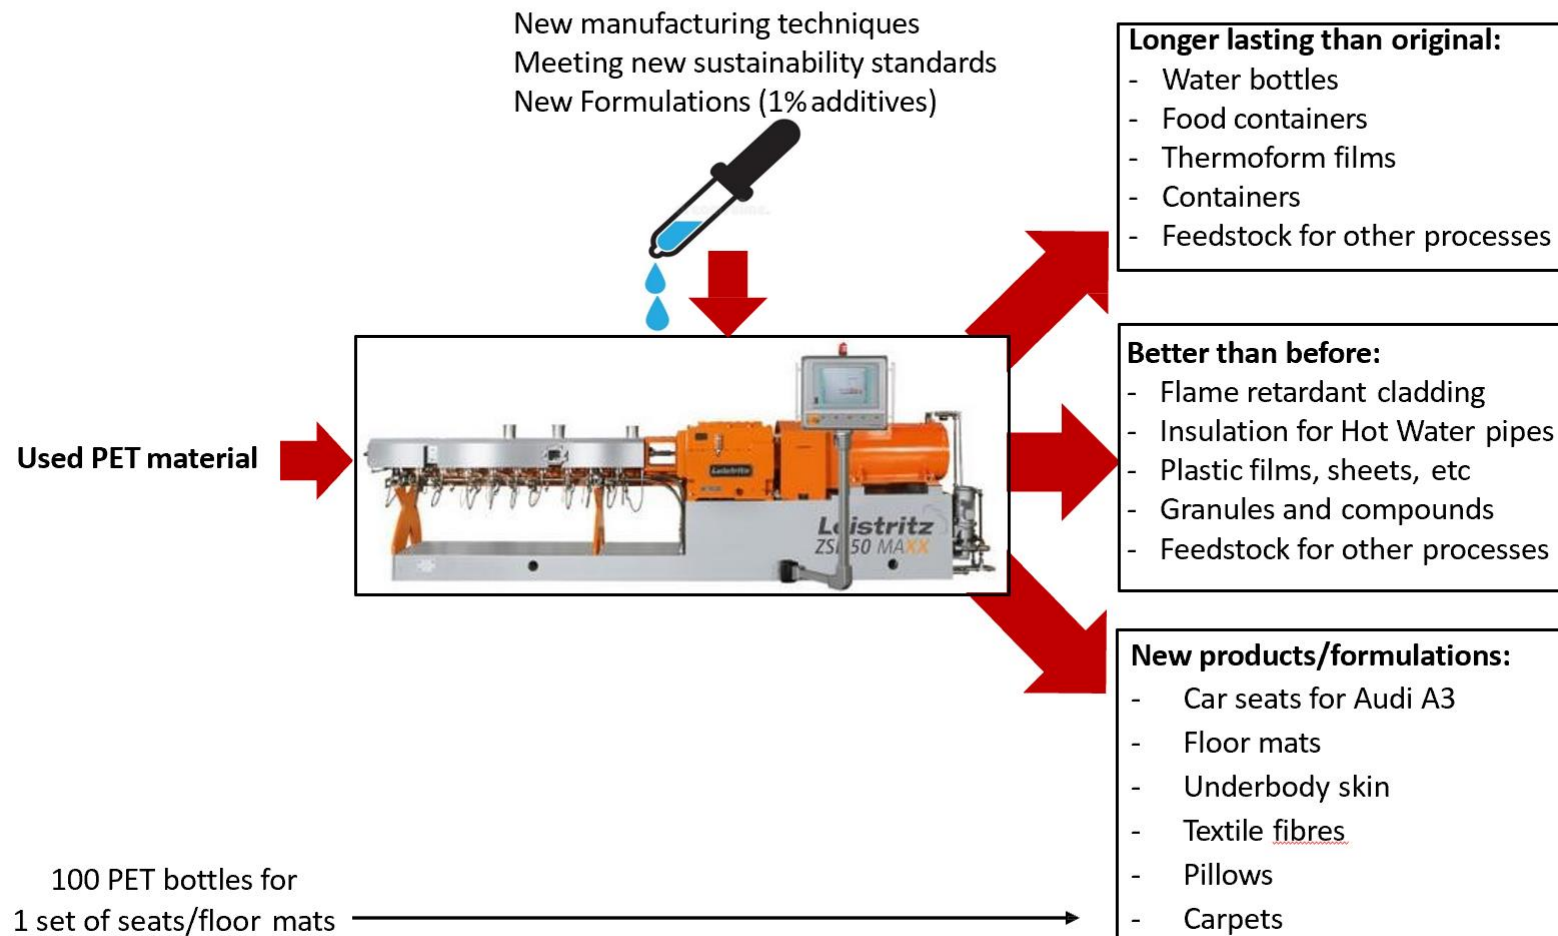 New manufacturing techniques
Meeting new sustainability standards
New Formulations (1% additives)
Used PET material
Leistritz
Leistritz
MAXX
Longer lasting than original:
- Water bottles
- Food containers
- Thermoform films
- Containers
- Feedstock for other processes
Better than before:
- Flame retardant cladding
- Insulation for Hot Water pipes
- Plastic films, sheets, etc
- Granules and compounds
- Feedstock for other processes
New products/formulations:
- Car seats for Audi A3
- Floor mats
- Underbody skin
- Textile fibres
- Pillows
- Carpets
100 PET bottles for
1 set of seats/floor mats